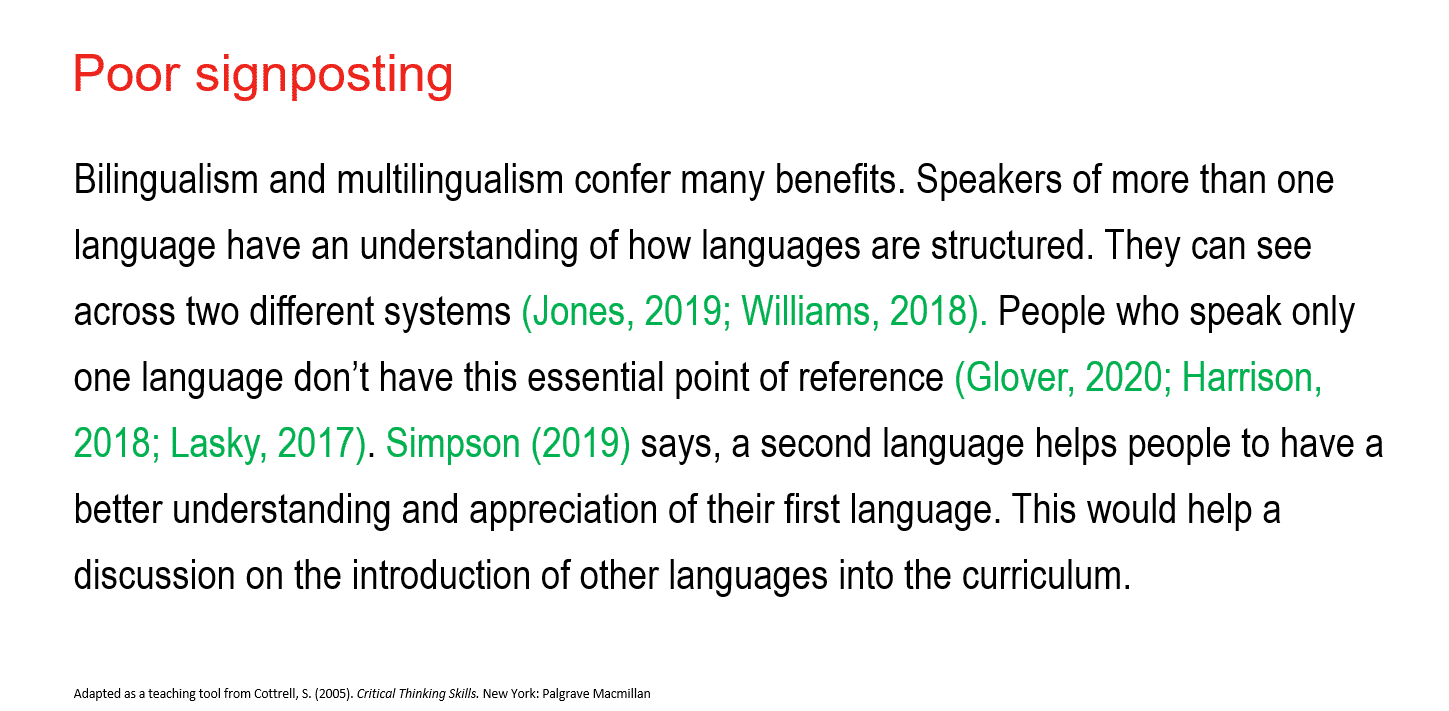 Poor signposting
Bilingualism and multilingualism confer many benefits. Speakers of more than one
language have an understanding of how languages are structured. They can see
across two different systems (Jones, 2019; Williams, 2018). People who speak only
one language don’t have this essential point of reference (Glover, 2020; Harrison,
2018; Lasky, 2017). Simpson (2019) says, a second language helps people to have a
better understanding and appreciation of their first language. This would help a
discussion on the introduction of other languages into the curriculum.
Adapted as a teaching tool from Cottrell, S. (2005). Critical Thinking Skills. New York: Palgrave Macmillan